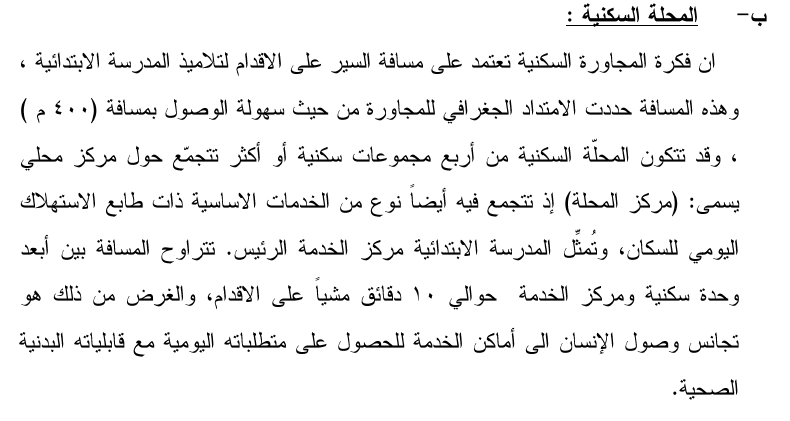 ب- المحلة السكنية :
ان فكرة المجاورة السكنية تعتمد على مسافة السير على الاقدام لتلاميذ المدرسة الابتدائية ،
وهذه المسافة حددت الامتداد الجغرافي للمجاورة من حيث سهولة الوصول بمسافة (٤٠٠ م )
، وقد تتكون المحلّة السكنية من أربع مجموعات سكنية أو أكثر تتجمّع حول مركز محلي
يسمى: (مركز المحلة) إذ تتجمع فيه أيضاً نوع من الخدمات الاساسية ذات طابع الاستهلاك
اليومي للسكان، وتُمثِّل المدرسة الابتدائية مركز الخدمة الرئيس. تتراوح المسافة بين أبعد
وحدة سكنية ومركز الخدمة حوالي ١٠ دقائق مشياً على الاقدام، والغرض من ذلك هو
تجانس وصول الإنسان الى أماكن الخدمة للحصول على متطلباته اليومية مع قابلياته البدنية
الصحية.